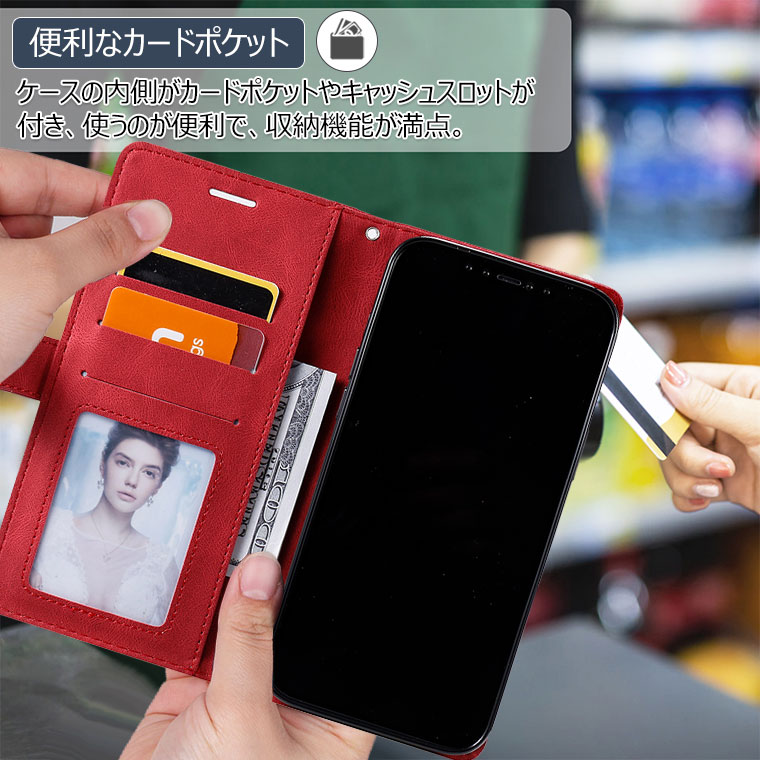 便利なカードポケット
ケースの内側がカードポケットやキャッシュスロットが
付き、使うのが便利で、収納機能が満点。
gs